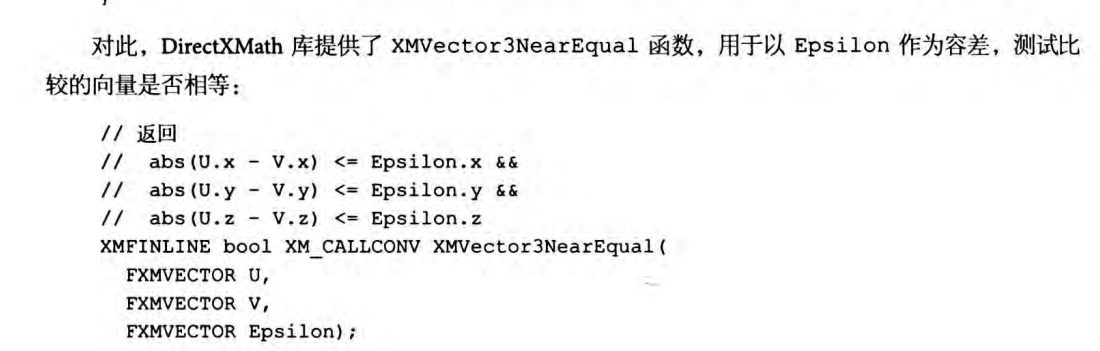 对此，DirectXMath 库提供了 XMVector3NearEqual 函数，用于以 Epsilon 作为容差，测试比
较的向量是否相等：
// 返回
//  abs(U.x - V.x) <= Epsilon.x &&
//  abs(U.y - V.y) <= Epsilon.y &&
//  abs(U.z - V.z) <= Epsilon.z
XMFINLINE bool XM_CALLCONV XMVector3NearEqual(
  FXMVECTOR U,
  FXMVECTOR V,
  FXMVECTOR Epsilon);